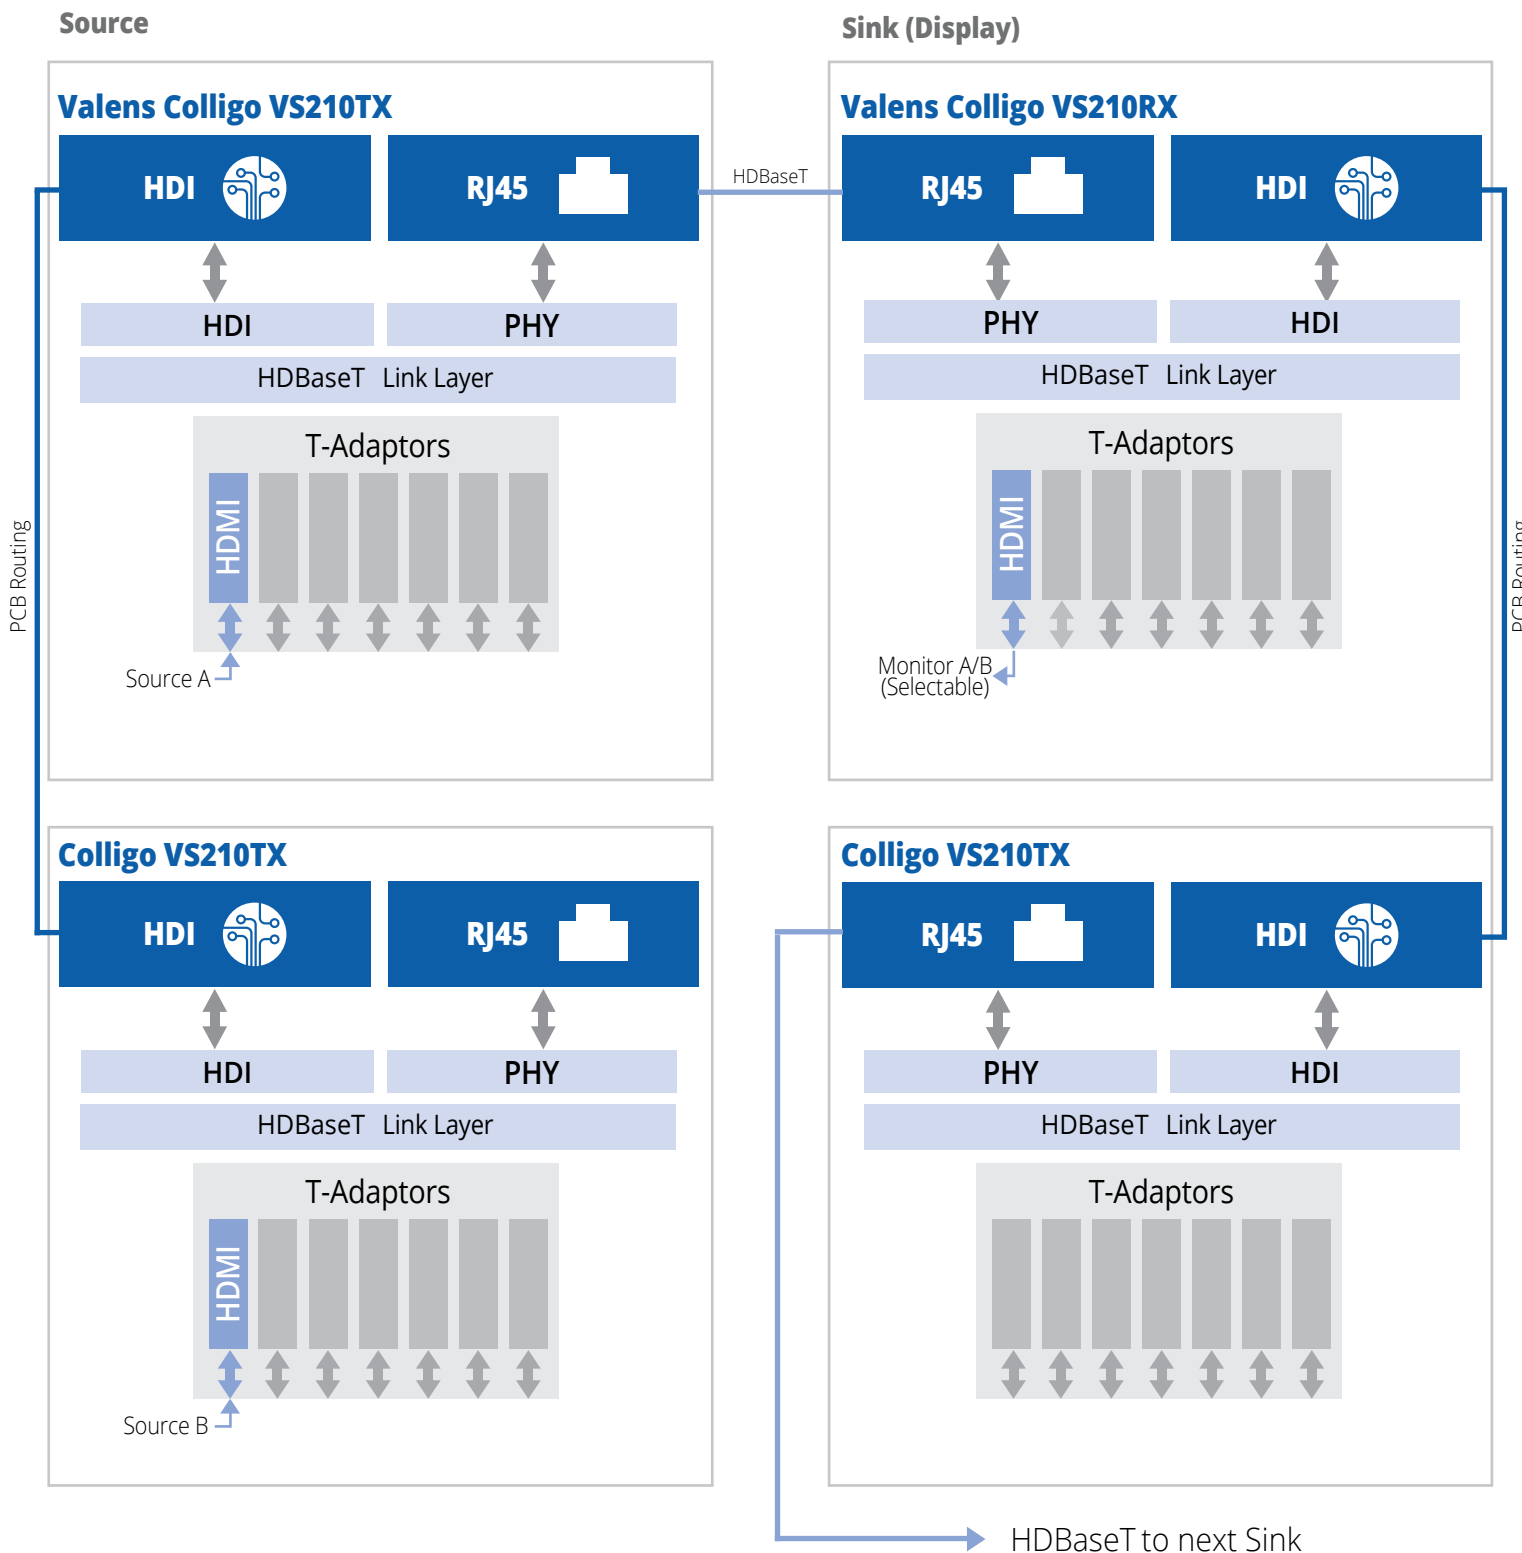 Source
Sink (Display)
Valens Colligo VS210TX
HDI
RJ45
HDBaseT
HDI
PHY
HDBaseT Link Layer
T-Adaptors
HDMI
Source A
PCB Routing
Valens Colligo VS210RX
RJ45
HDI
PHY
HDI
HDBaseT Link Layer
T-Adaptors
HDMI
Monitor A/B
(Selectable)
PCB Routing
Colligo VS210TX
HDI
RJ45
HDI
PHY
HDBaseT Link Layer
T-Adaptors
HDMI
Source B
Colligo VS210TX
RJ45
HDI
PHY
HDI
HDBaseT Link Layer
T-Adaptors
HDBaseT to next Sink